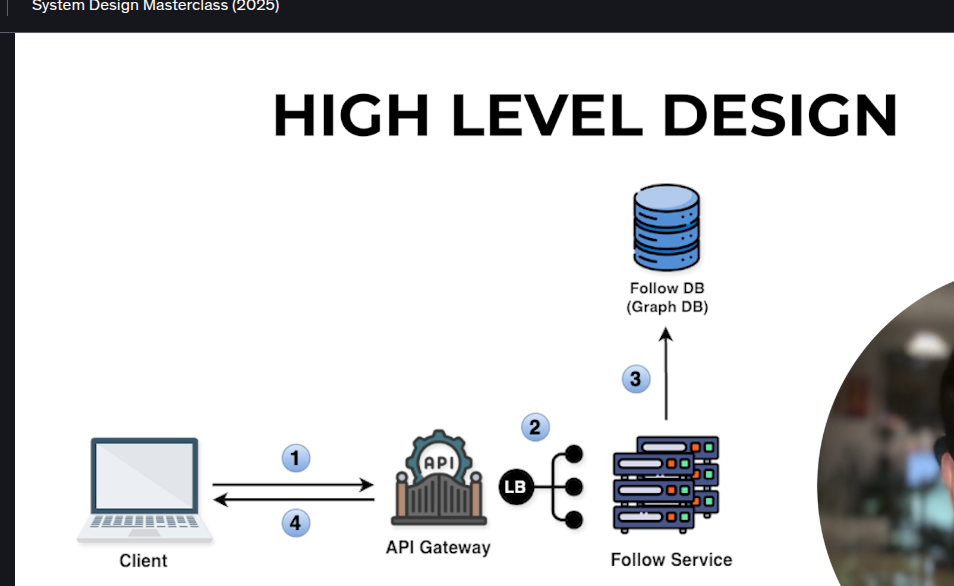 System Design Masterclass (2025)
HIGH LEVEL DESIGN
Follow DB
(Graph DB)
3
2
1
API
LB
4
API Gateway
Client
Follow Service